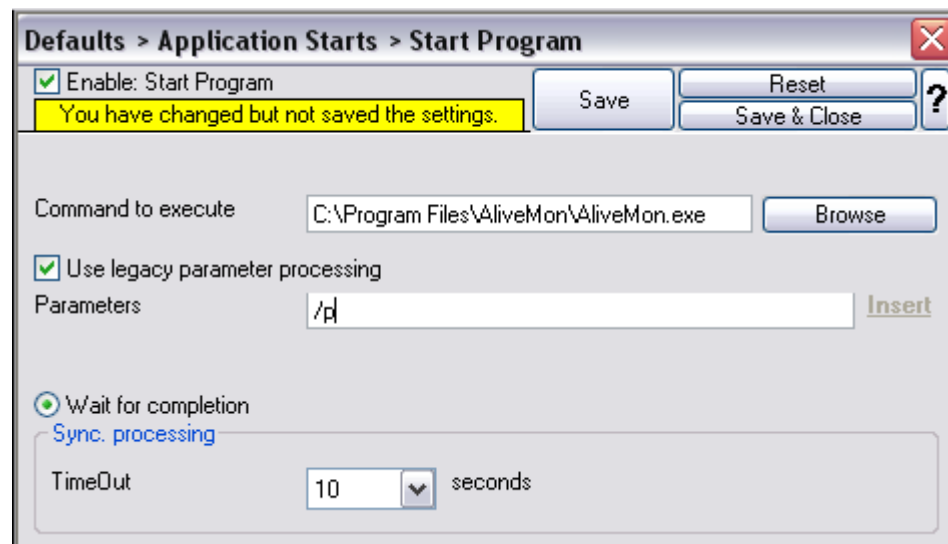 Defaults > Application Starts > Start Program
Enable: Start Program
You have changed but not saved the settings.
Save
Reset
Save & Close
?
Command to execute
C:\Program Files\AliveMon\AliveMon.exe
Browse
Use legacy parameter processing
Parameters
/p
Insert
Wait for completion
Sync. processing
TimeOut
10
seconds